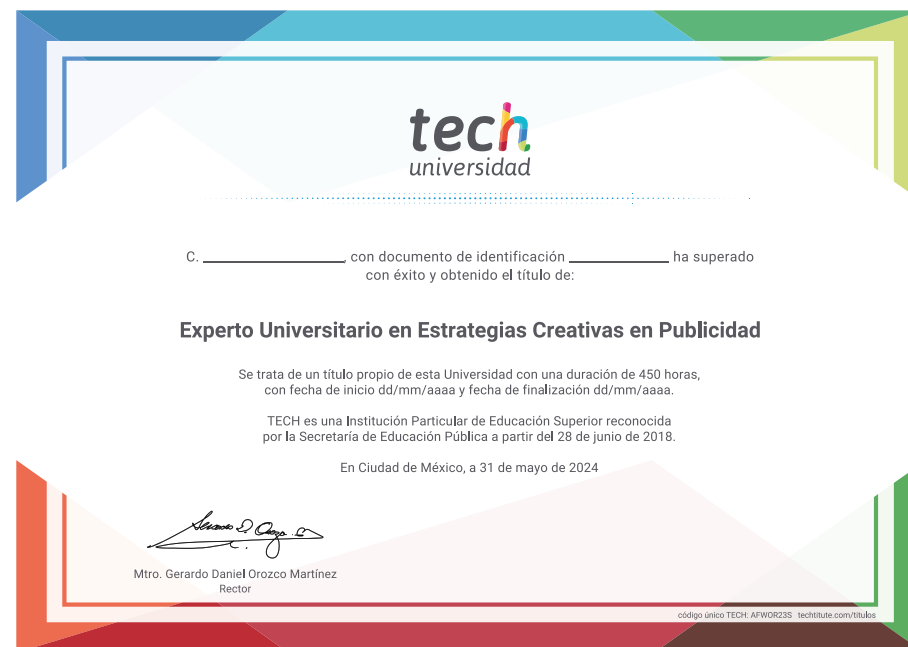 tech
universidad
C. ____________, con documento de identificación ____________ ha superado
con éxito y obtenido el título de:
Experto Universitario en Estrategias Creativas en Publicidad
Se trata de un título propio de esta Universidad con una duración de 450 horas,
con fecha de inicio dd/mm/aaaa y fecha de finalización dd/mm/aaaa.
TECH es una Institución Particular de Educación Superior reconocida
por la Secretaría de Educación Pública a partir del 28 de junio de 2018.
En Ciudad de México, a 31 de mayo de 2024
Mtro. Gerardo Daniel Orozco Martínez
Rector
código único TECH: AFWOR23S techtitute.com/titulos